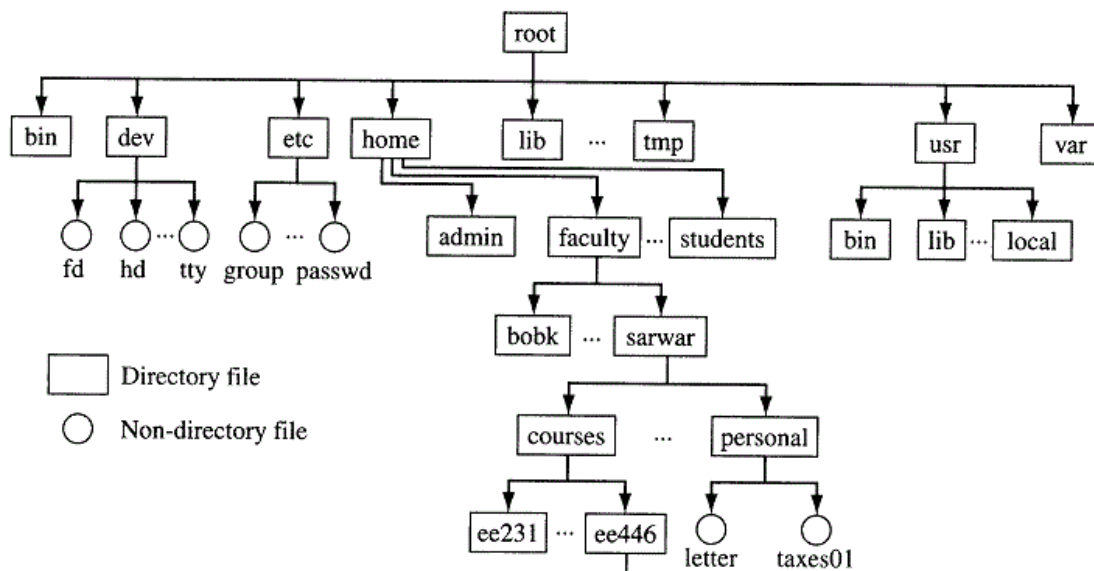 root
bin dev etc home lib ... tmp usr var
fd hd ... tty group ... passwd admin faculty ... students bin lib ... local
bobk ... sarwar
Directory file
Non-directory file
courses ... personal
ee231 ... ee446 letter taxes01